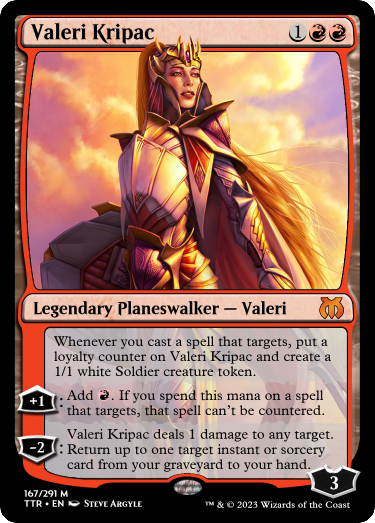 Valeri Kripac 1
Legendary Planeswalker — Valeri
Whenever you cast a spell that targets, put a
loyalty counter on Valeri Kripac and create a
1/1 white Soldier creature token.
+1: Add . If you spend this mana on a spell
that targets, that spell can't be countered.
-2: Valeri Kripac deals 1 damage to any target.
Return up to one target instant or sorcery
card from your graveyard to your hand.
3
167/291 M
TTR • EN STEVE ARGYLE ™ & © 2023 Wizards of the Coast